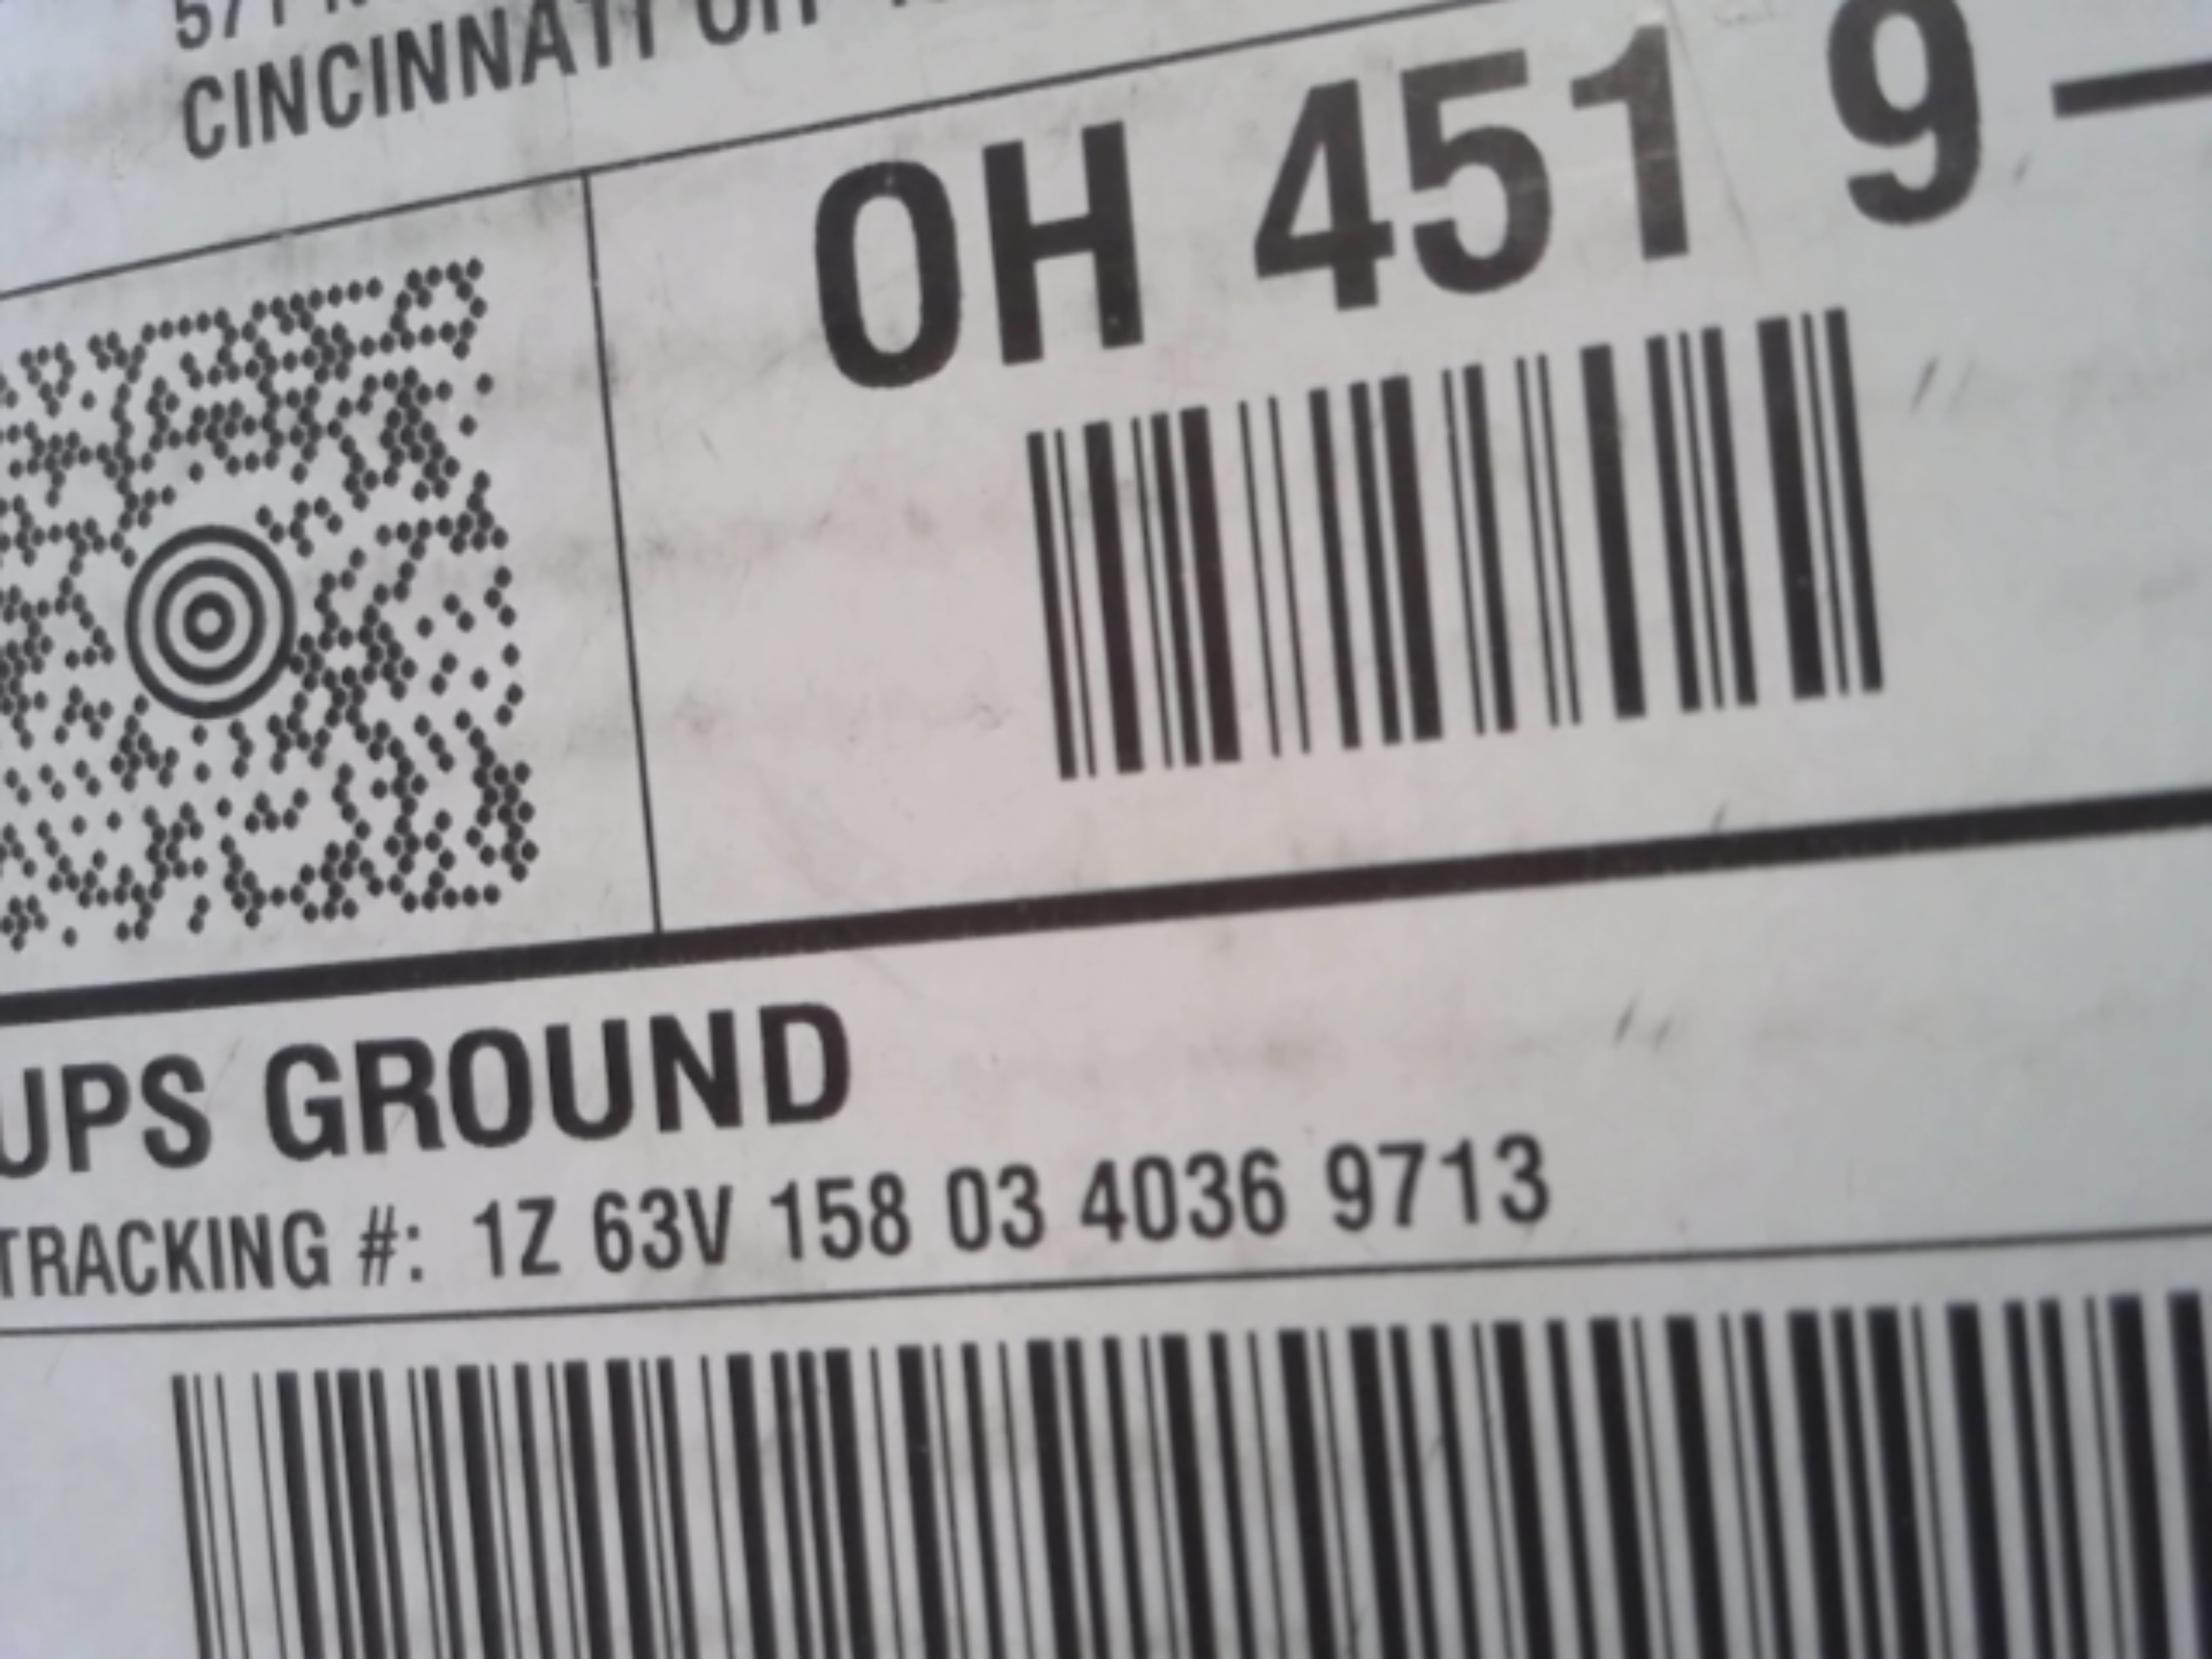 CINCINNATI OH
OH 451 9 –
UPS GROUND
TRACKING #: 1Z 63V 158 03 4036 9713